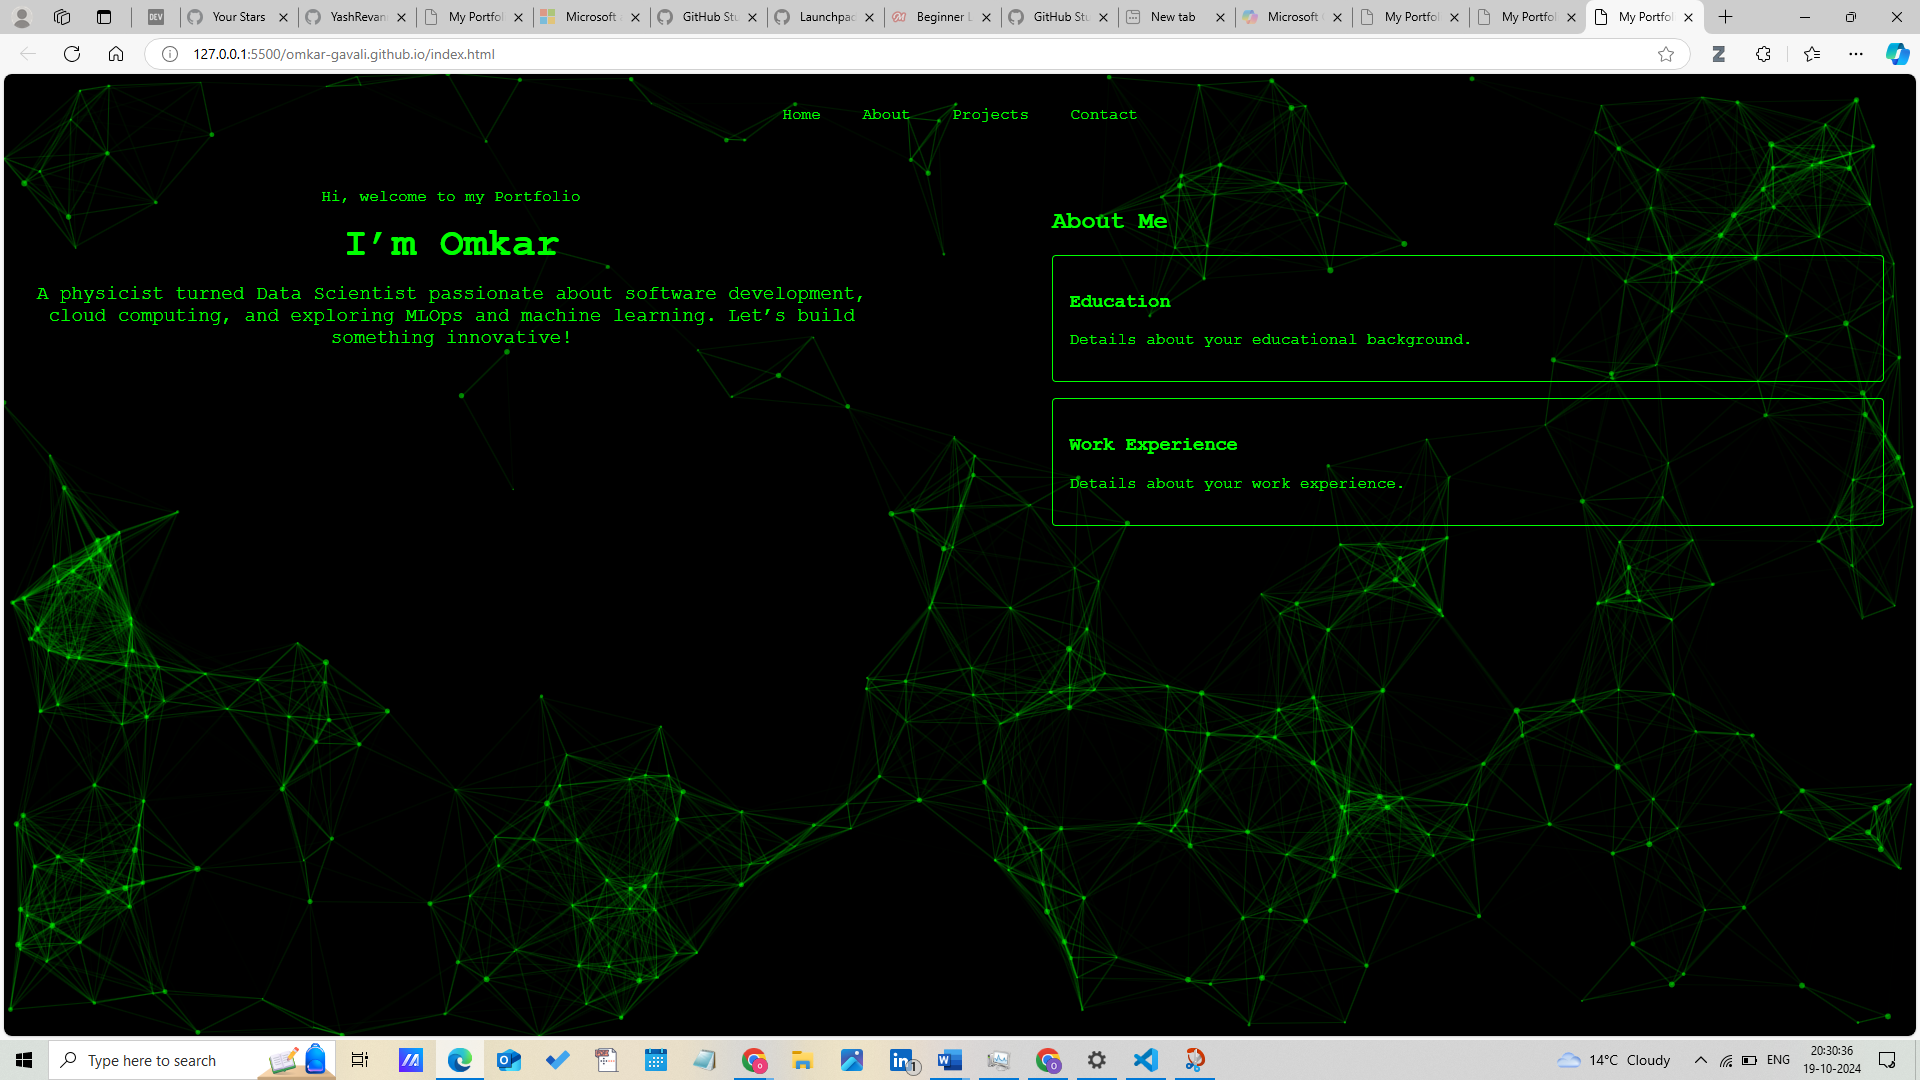 DEV
Your Stars
YashRevan
My Portfol
Microsoft
GitHub Stu
Launchpac
Beginner L
GitHub Stu
New tab
Microsoft
My Portfol
My Portfol
My Portfol
127.0.0.1:5500/omkar-gavali.github.io/index.html
Home About Projects Contact
Hi, welcome to my Portfolio
I’m Omkar
A physicist turned Data Scientist passionate about software development,
cloud computing, and exploring MLOps and machine learning. Let’s build
something innovative!
About Me
Education
Details about your educational background.
Work Experience
Details about your work experience.
Type here to search
1
14°C Cloudy
ENG
20:30:36
19-10-2024